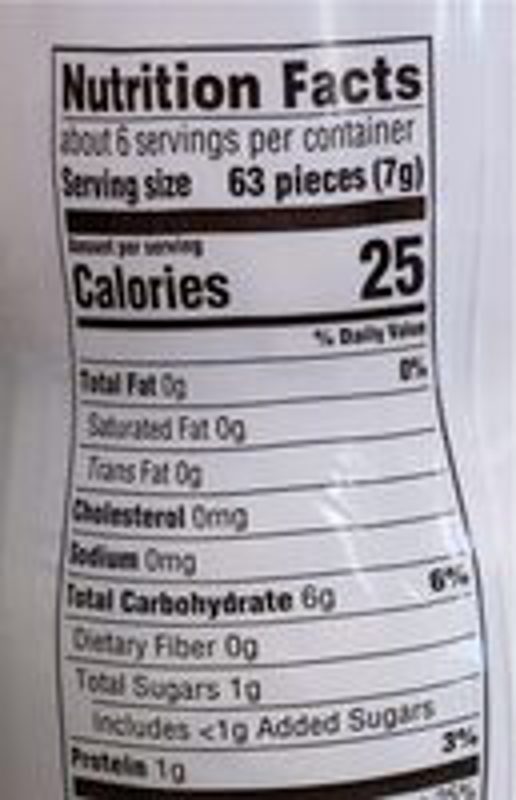 Nutrition Facts
about 6 servings per container
Serving size 63 pieces (7g)
Amount per serving
Calories 25
% Daily Value
Total Fat 0g 0%
Saturated Fat 0g
Trans Fat 0g
Cholesterol 0mg
Sodium 0mg
Total Carbohydrate 6g 6%
Dietary Fiber 0g
Total Sugars 1g
Includes <1g Added Sugars
Protein 1g 3%